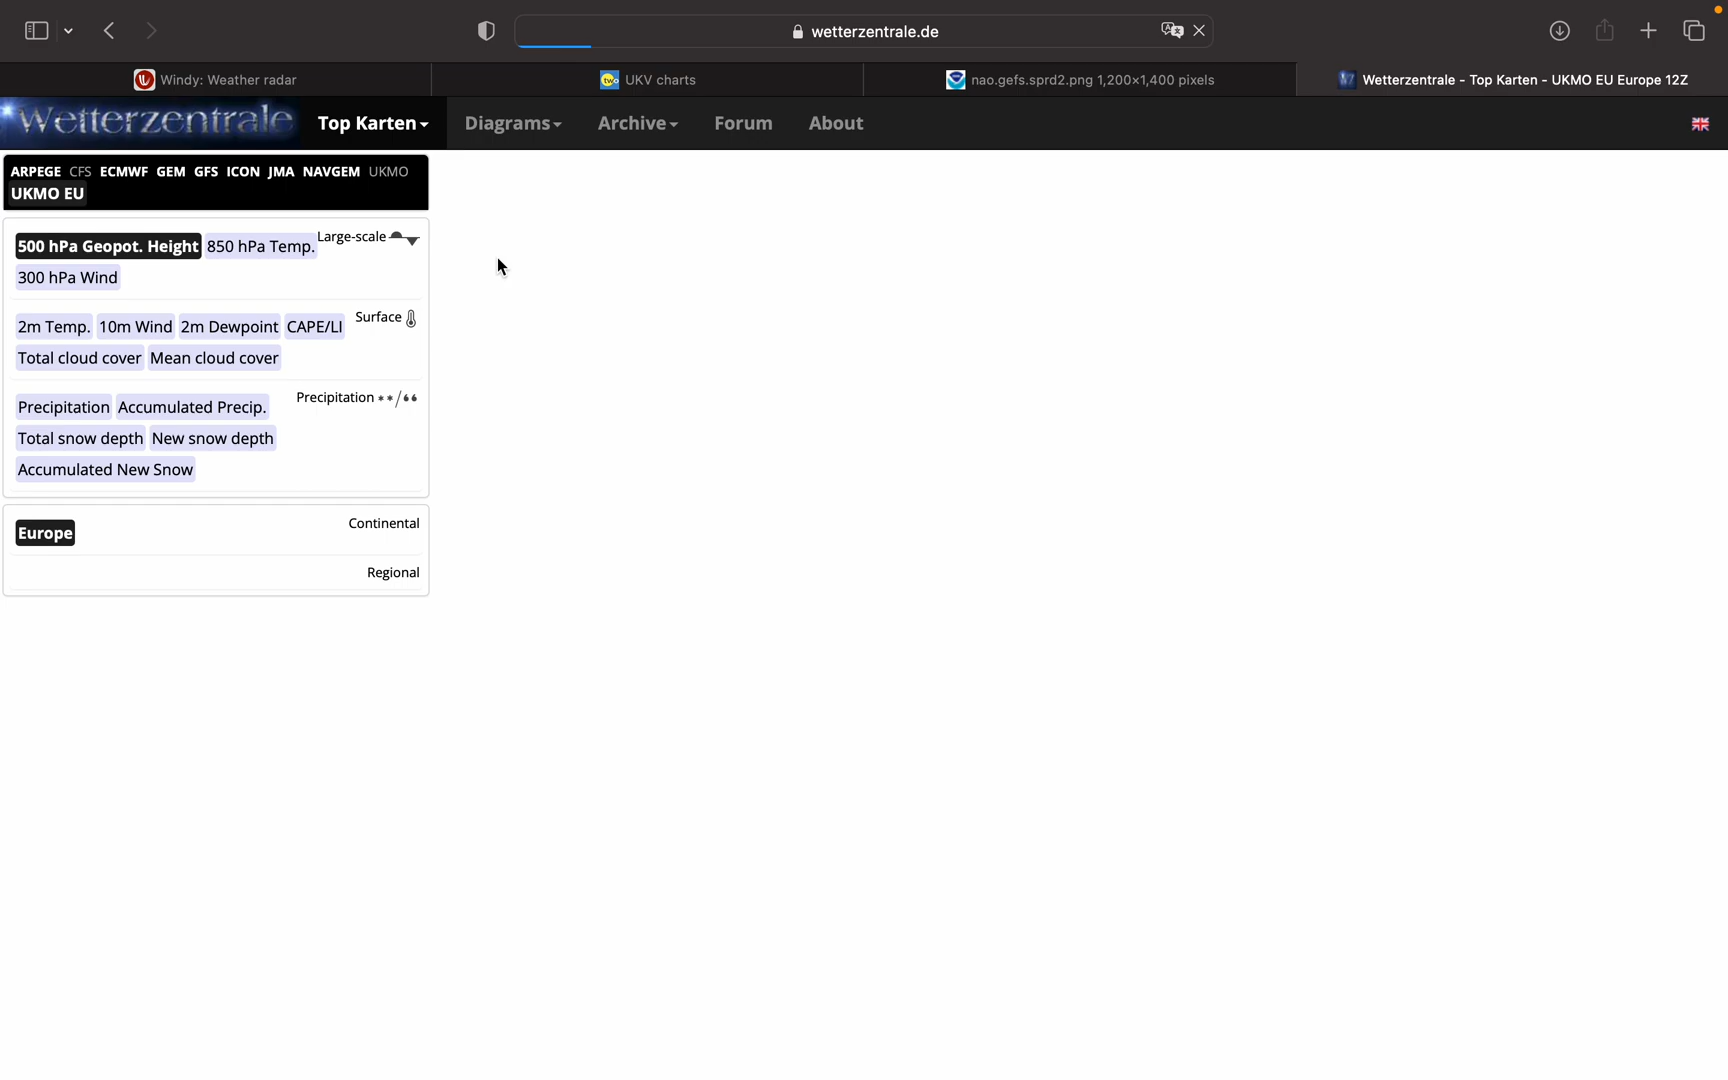 wetterzentrale.de
Windy: Weather radar
UKV charts
nao.gefs.sprd2.png 1,200×1,400 pixels
Wetterzentrale - Top Karten - UKMO EU Europe 12Z
Wetterzentrale
Top Karten
Diagrams
Archive
Forum
About
ARPEGE CFS ECMWF GEM GFS ICON JMA NAVGEM UKMO
UKMO EU
Large-scale
500 hPa Geopot. Height 850 hPa Temp.
300 hPa Wind
Surface
2m Temp. 10m Wind 2m Dewpoint CAPE/LI
Total cloud cover Mean cloud cover
Precipitation **/
Precipitation Accumulated Precip.
Total snow depth New snow depth
Accumulated New Snow
Continental
Europe
Regional